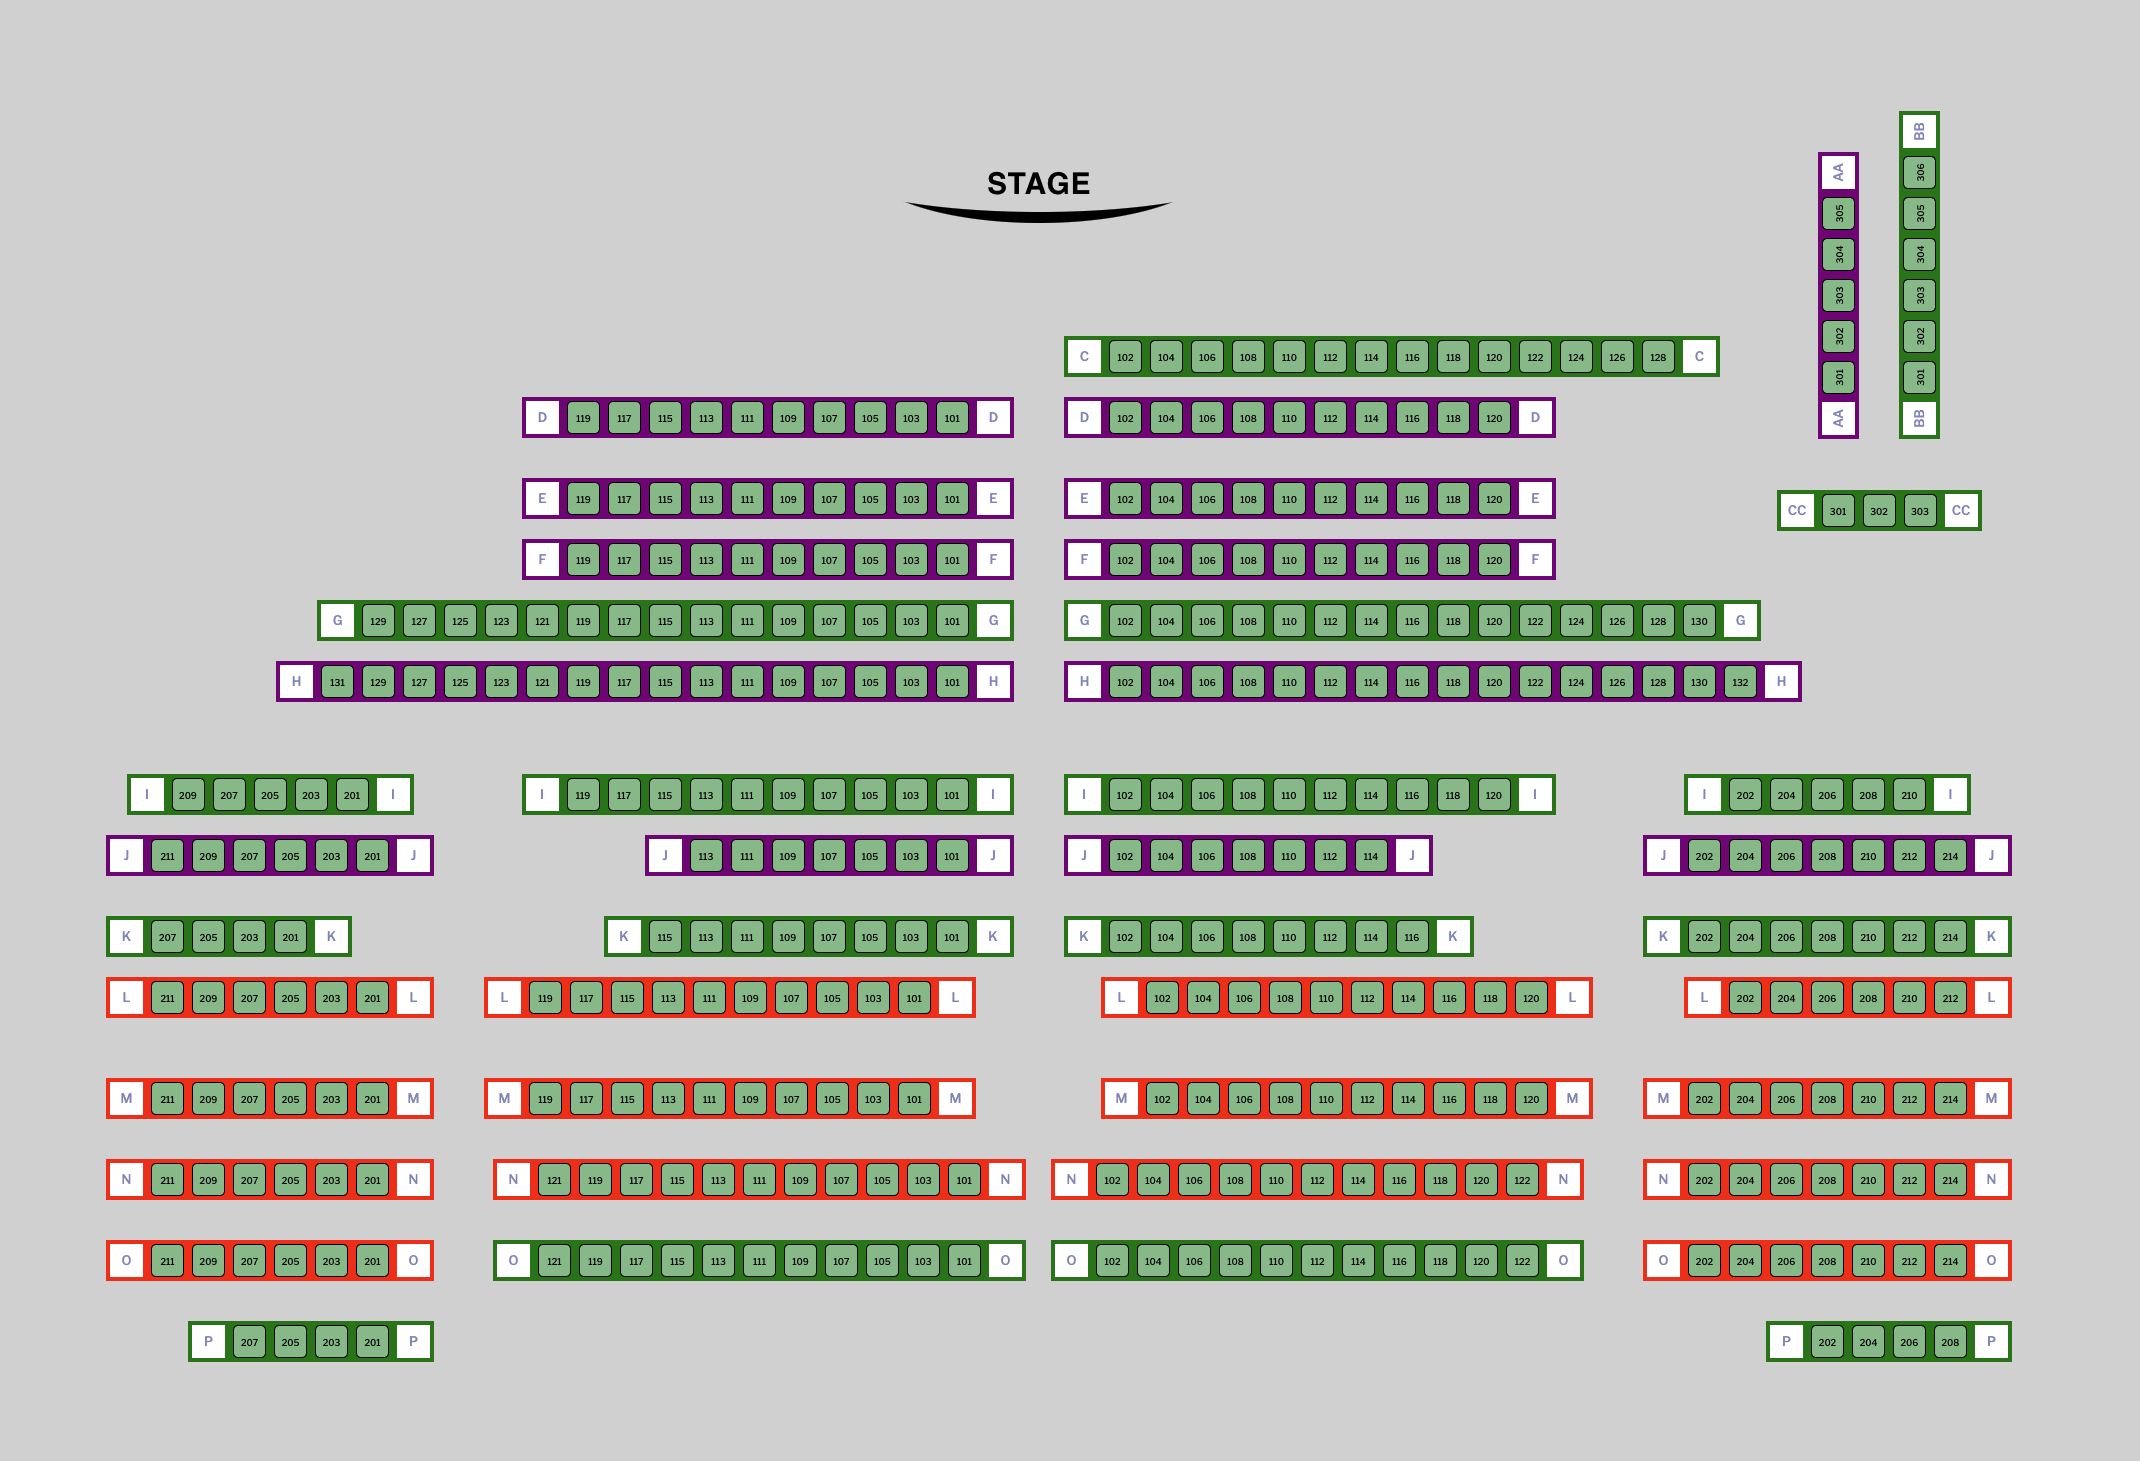 STAGE
AA 305 304 303 302 301 AA
BB 306 305 304 303 302 301 BB
C 102 104 106 108 110 112 114 116 118 120 122 124 126 128 C
D 119 117 115 113 111 109 107 105 103 101 D D 102 104 106 108 110 112 114 116 118 120 D
E 119 117 115 113 111 109 107 105 103 101 E E 102 104 106 108 110 112 114 116 118 120 E
CC 301 302 303 CC
F 119 117 115 113 111 109 107 105 103 101 F F 102 104 106 108 110 112 114 116 118 120 F
G 129 127 125 123 121 119 117 115 113 111 109 107 105 103 101 G G 102 104 106 108 110 112 114 116 118 120 122 124 126 128 130 G
H 131 129 127 125 123 121 119 117 115 113 111 109 107 105 103 101 H H 102 104 106 108 110 112 114 116 118 120 122 124 126 128 130 132 H
I 209 207 205 203 201 I I 119 117 115 113 111 109 107 105 103 101 I I 102 104 106 108 110 112 114 116 118 120 I I 202 204 206 208 210 I
J 211 209 207 205 203 201 J J 113 111 109 107 105 103 101 J J 102 104 106 108 110 112 114 J J 202 204 206 208 210 212 214 J
K 207 205 203 201 K K 115 113 111 109 107 105 103 101 K K 102 104 106 108 110 112 114 116 K K 202 204 206 208 210 212 214 K
L 211 209 207 205 203 201 L L 119 117 115 113 111 109 107 105 103 101 L L 102 104 106 108 110 112 114 116 118 120 L L 202 204 206 208 210 212 L
M 211 209 207 205 203 201 M M 119 117 115 113 111 109 107 105 103 101 M M 102 104 106 108 110 112 114 116 118 120 M M 202 204 206 208 210 212 214 M
N 211 209 207 205 203 201 N N 121 119 117 115 113 111 109 107 105 103 101 N N 102 104 106 108 110 112 114 116 118 120 122 N N 202 204 206 208 210 212 214 N
O 211 209 207 205 203 201 O O 121 119 117 115 113 111 109 107 105 103 101 O O 102 104 106 108 110 112 114 116 118 120 122 O O 202 204 206 208 210 212 214 O
P 207 205 203 201 P P 202 204 206 208 P